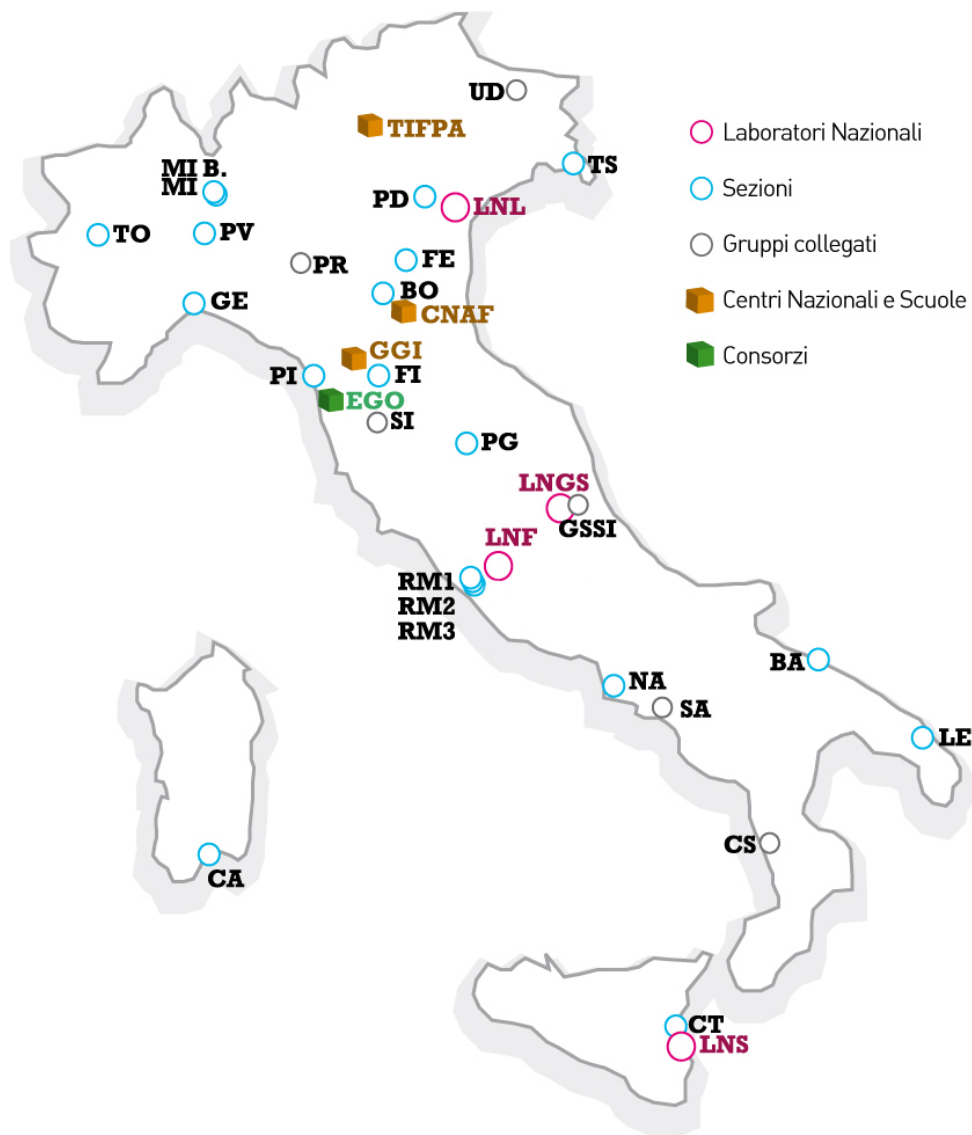 UD
TIFPA
MI B.
MI
TS
PD
LNL
TO
PV
PR
FE
BO
GE
CNAF
GGI
PI
FI
EGO
SI
PG
LNGS
GSSI
LNF
RM1
RM2
RM3
BA
NA
SA
LE
CS
CA
CT
LNS
Laboratori Nazionali
Sezioni
Gruppi collegati
Centri Nazionali e Scuole
Consorzi